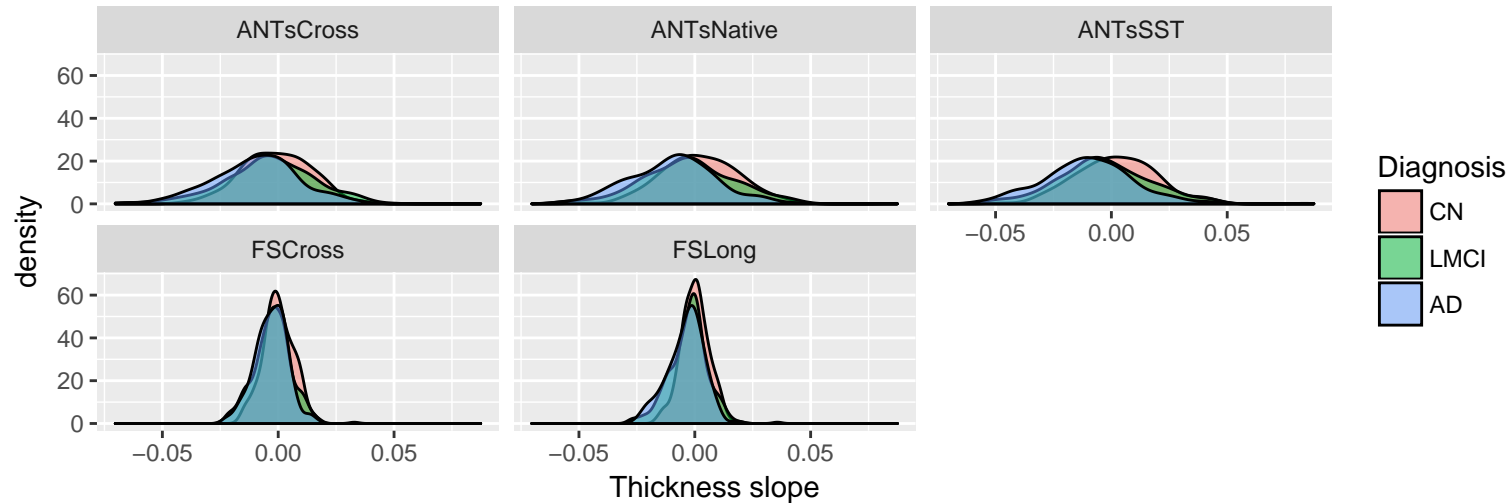 ANTsCross ANTsNative ANTsSST
60
40
20
0
FSCross FSLong
−0.05 0.00 0.05
60
40
20
0
−0.05 0.00 0.05 −0.05 0.00 0.05
Thickness slope
density
Diagnosis
CN
LMCI
AD